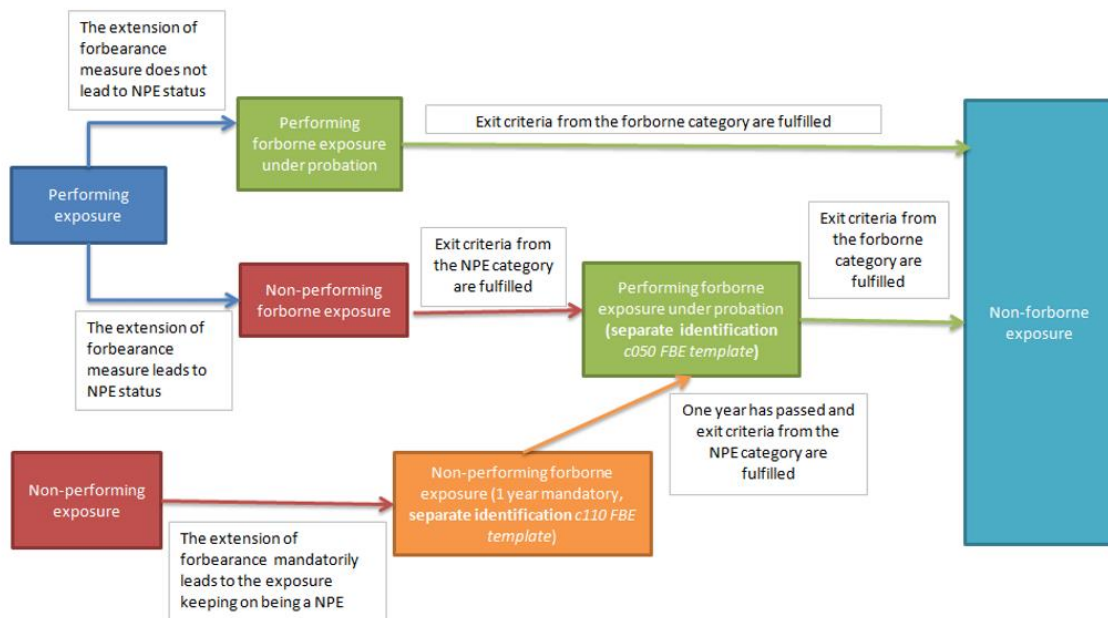 The extension of
forbearance
measure does not
lead to NPE status
Performing
forborne exposure
under probation
Exit criteria from the forborne category are fulfilled
Performing
exposure
Exit criteria from
the NPE category
are fulfilled
Exit criteria from
the forborne
category are
fulfilled
Non-performing
forborne exposure
Performing forborne
exposure under probation
(separate identification
c050 FBE template)
Non-forborne
exposure
The extension of
forbearance
measure leads to
NPE status
One year has passed and
exit criteria from the
NPE category are
fulfilled
Non-performing
exposure
Non-performing forborne
exposure (1 year mandatory,
separate identification c110 FBE
template)
The extension of
forbearance mandatorily
leads to the exposure
keeping on being a NPE